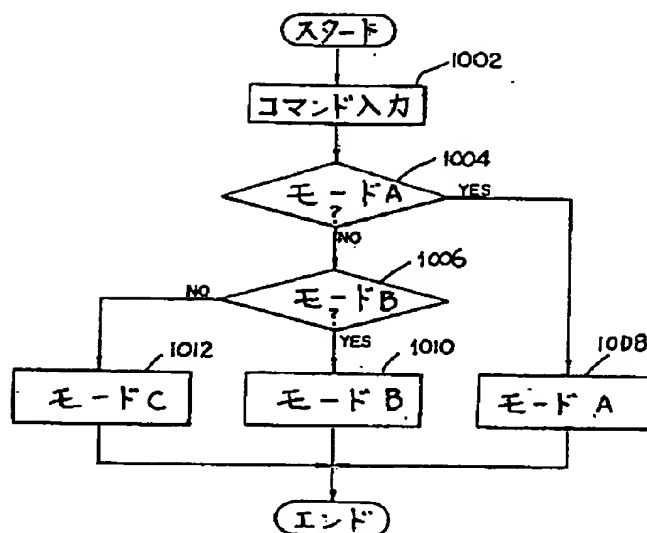 スタート
1002
コマンド入力
1004
モードA
?
YES
NO
1006
モードB
?
NO
YES
1012
モードC
1010
モードB
1008
モードA
エンド